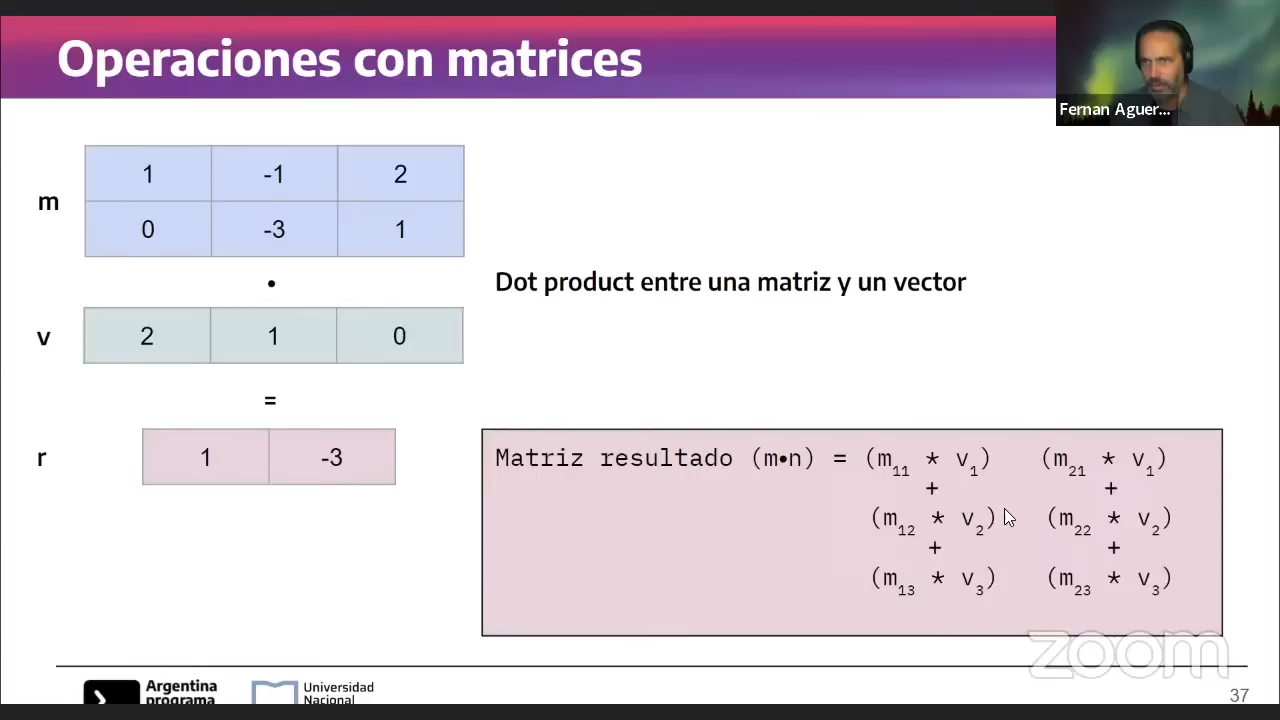 Operaciones con matrices
Fernan Aguer...
m
1 -1 2
0 -3 1
•
Dot product entre una matriz y un vector
v
2 1 0
=
r
1 -3
Matriz resultado (m•n) = (m11 * v1) (m21 * v1)
+ +
(m12 * v2) (m22 * v2)
+ +
(m13 * v3) (m23 * v3)
zoom
Argentina
programa
Universidad
Nacional
37